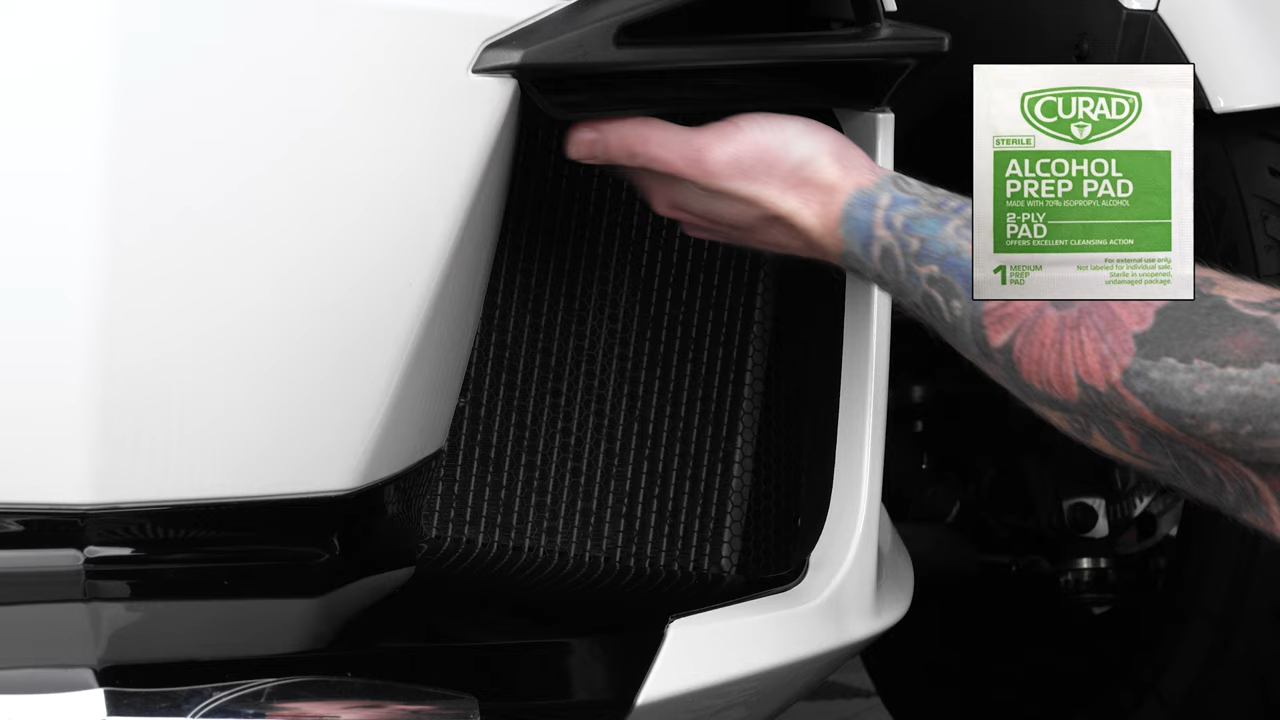 CURAD®
STERILE
ALCOHOL
PREP PAD
MADE WITH 70% ISOPROPYL ALCOHOL
2-PLY
PAD
OFFERS EXCELLENT CLEANSING ACTION
1 MEDIUM
PREP
PAD
For external use only.
Not labeled for individual sale.
Sterile in unopened,
undamaged package.